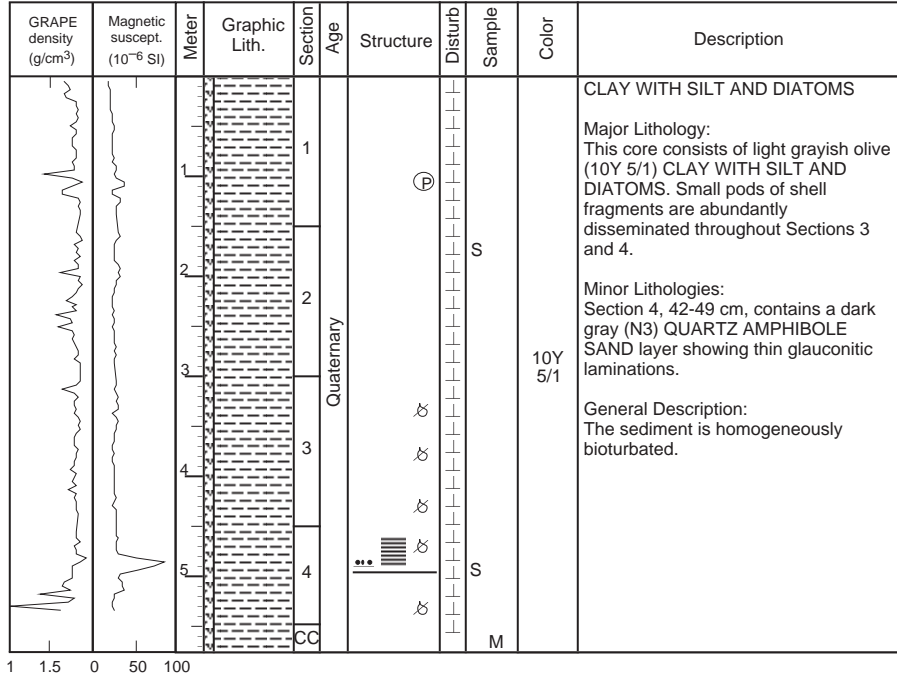 GRAPE density (g/cm3)
Magnetic suscept. (10–6 SI)
Meter
Graphic Lith.
Section
Age
Structure
Disturb
Sample
Color
Description
1
2
3
4
5
1
2
3
4
CC
Quaternary
P
S
S
M
10Y
5/1
CLAY WITH SILT AND DIATOMS
Major Lithology:
This core consists of light grayish olive
(10Y 5/1) CLAY WITH SILT AND
DIATOMS. Small pods of shell
fragments are abundantly
disseminated throughout Sections 3
and 4.
Minor Lithologies:
Section 4, 42-49 cm, contains a dark
gray (N3) QUARTZ AMPHIBOLE
SAND layer showing thin glauconitic
laminations.
General Description:
The sediment is homogeneously
bioturbated.
1 1.5 0 50 100